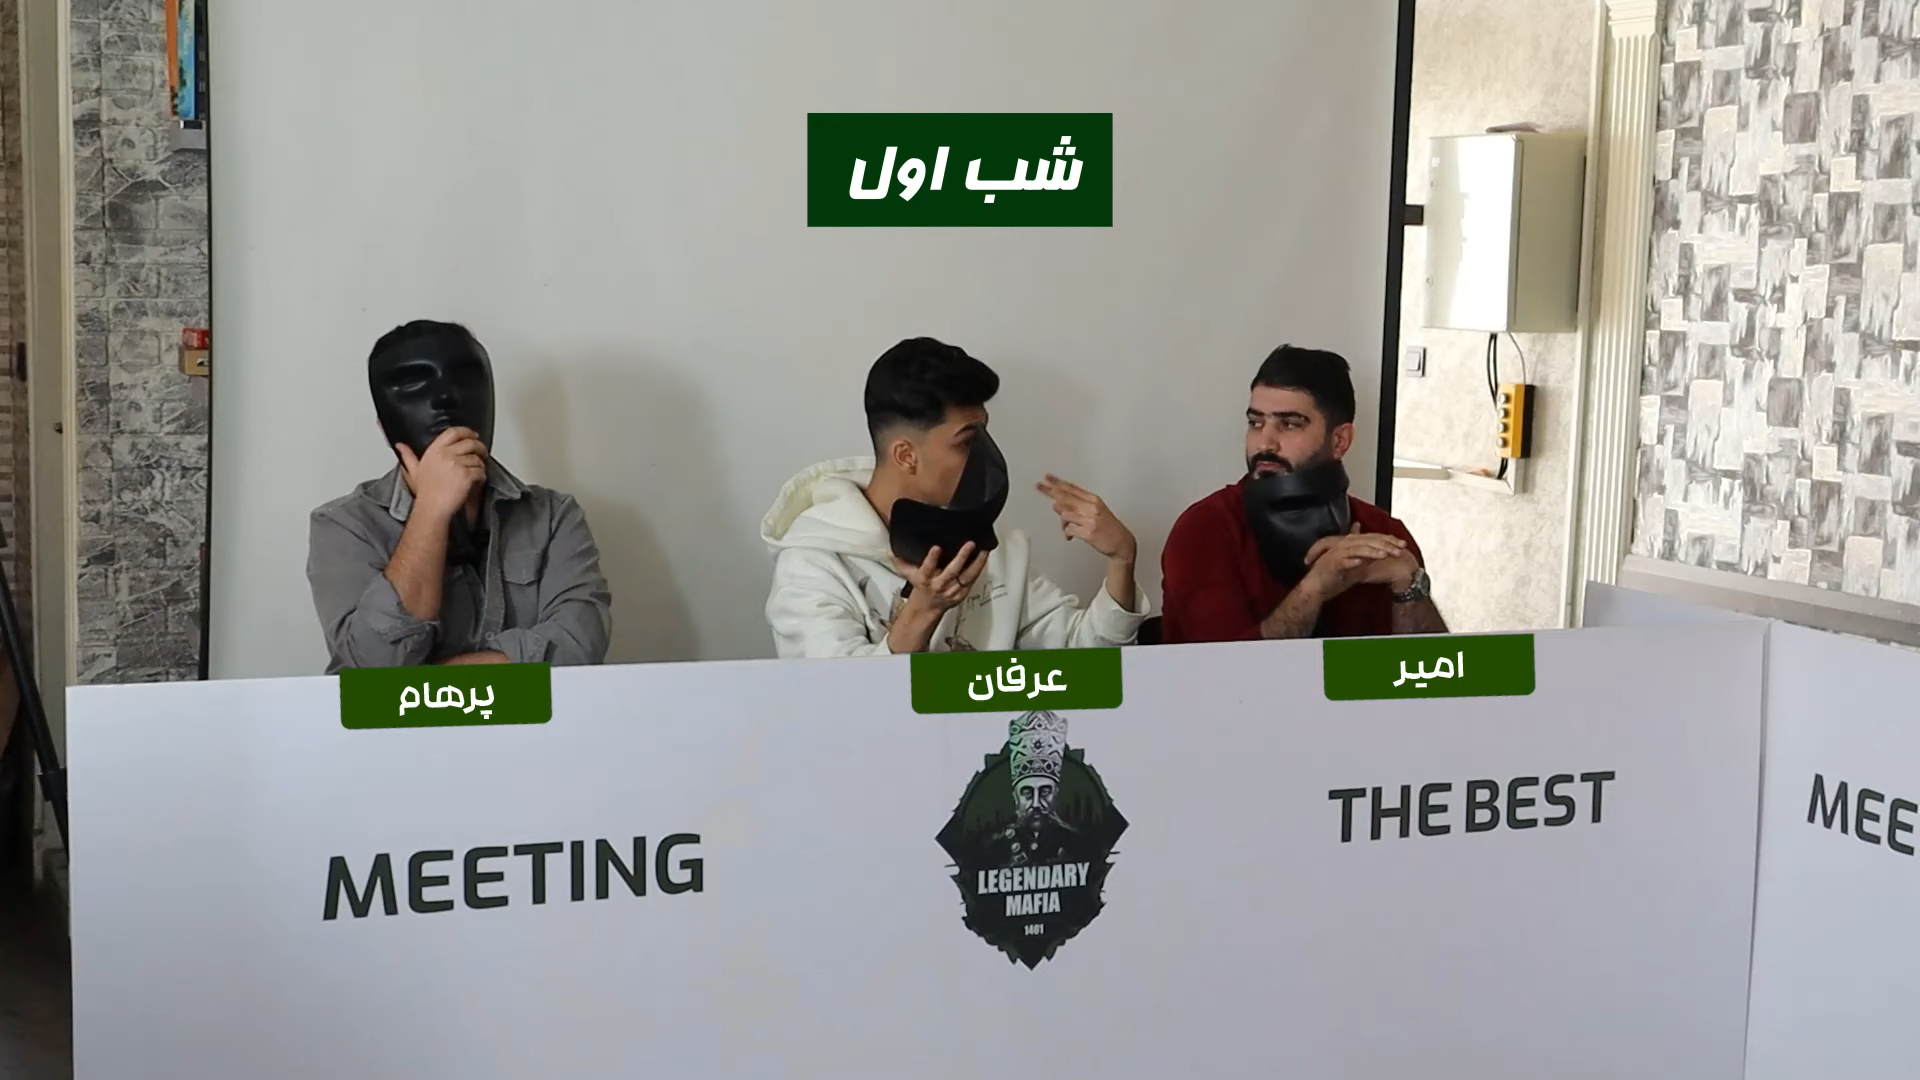 شب اول
پرهام
عرفان
امیر
MEETING
LEGENDARY
MAFIA
1401
THE BEST
MEE